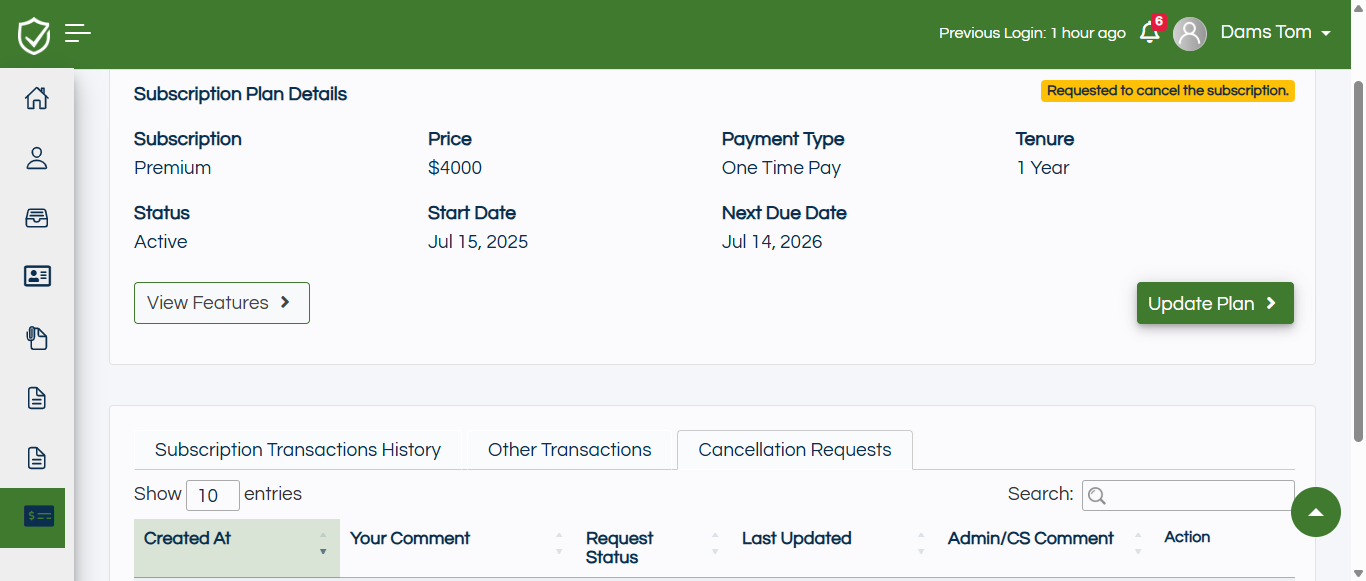 Previous Login: 1 hour ago
6
Dams Tom
Subscription Plan Details
Requested to cancel the subscription.
Subscription
Price
Payment Type
Tenure
Premium
$4000
One Time Pay
1 Year
Status
Start Date
Next Due Date
Active
Jul 15, 2025
Jul 14, 2026
View Features
Update Plan
Subscription Transactions History
Other Transactions
Cancellation Requests
Show 10 entries
Search:
Created At
Your Comment
Request
Status
Last Updated
Admin/CS Comment
Action